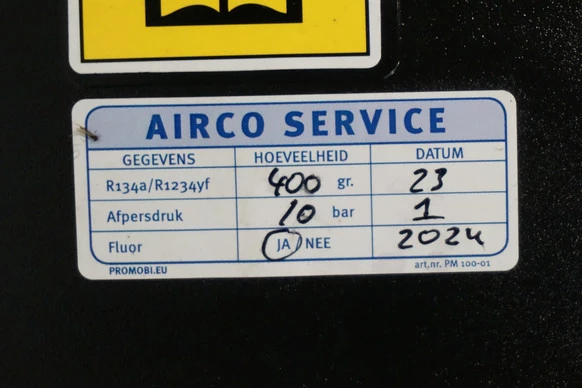 AIRCO SERVICE
GEGEVENS HOEVEELHEID DATUM
R134a/R1234yf 400 gr. 23
Afpersdruk 10 bar 1
Fluor JA/NEE 2024
PROMOBI.EU art.nr. PM 100-01